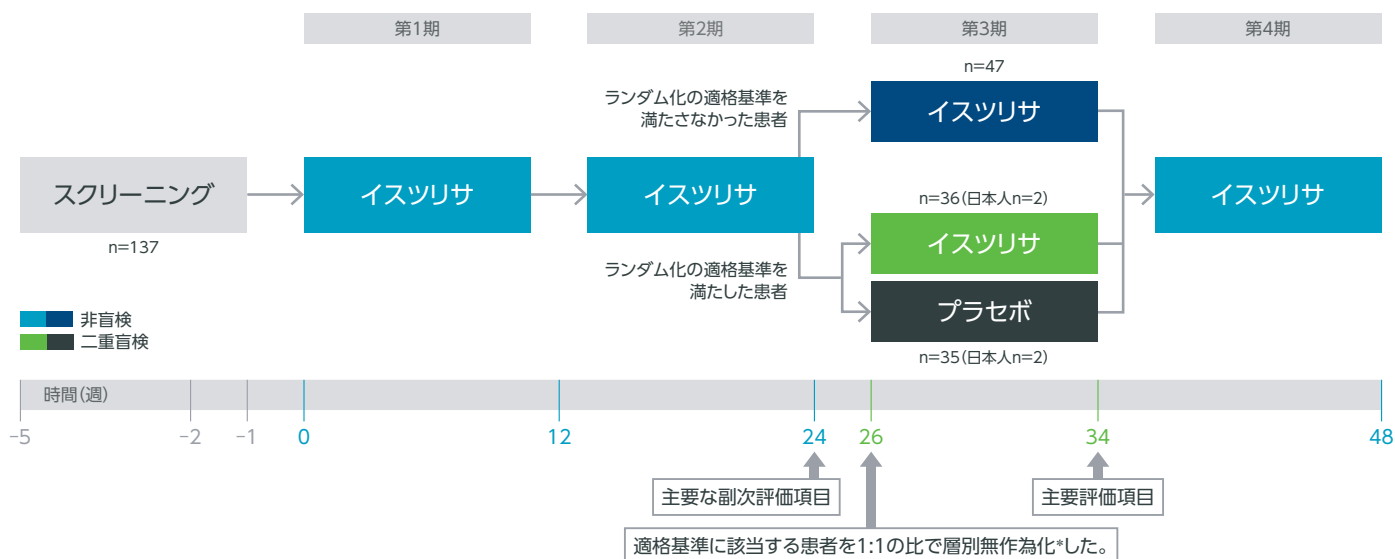 第1期
第2期
第3期
第4期
n=47
ランダム化の適格基準を
満たさなかった患者
イスツリサ
スクリーニング
イスツリサ
イスツリサ
イスツリサ
n=137
n=36(日本人n=2)
イスツリサ
ランダム化の適格基準を
満たした患者
プラセボ
n=35(日本人n=2)
非盲検
二重盲検
時間(週)
−5 −2 −1 0 12 24 26 34 48
主要な副次評価項目
主要評価項目
適格基準に該当する患者を1:1の比で層別無作為化*した。